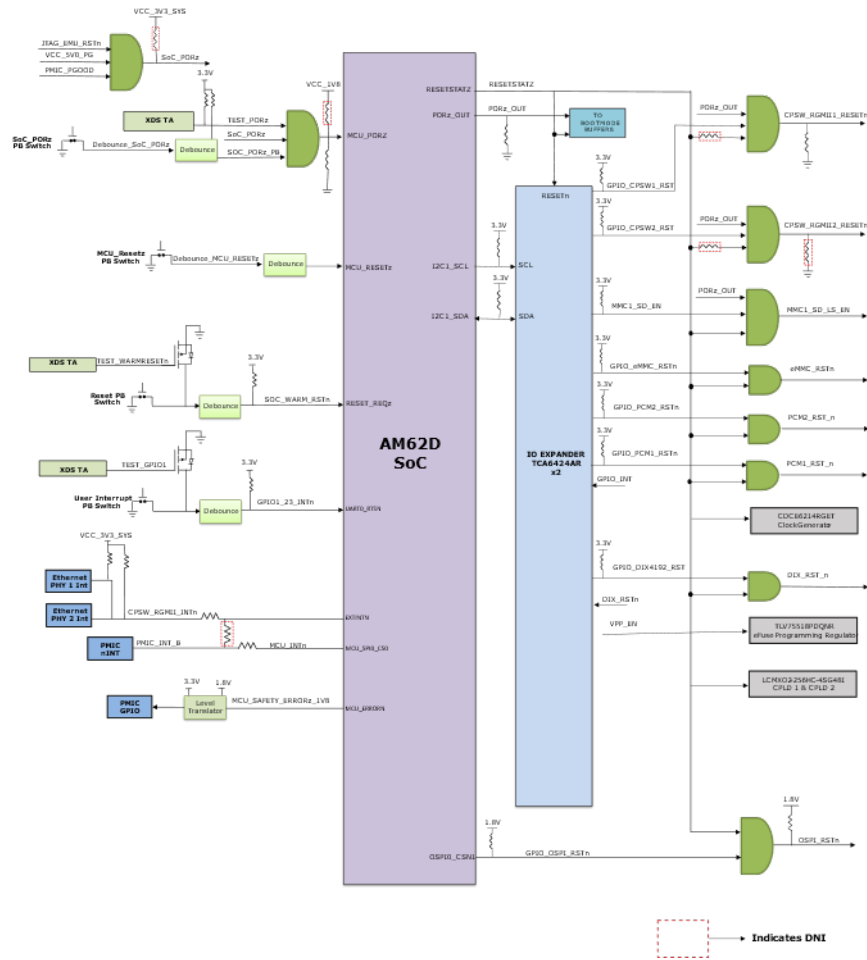 VCC_3V3_SYS
JTAG_EMU_RSTn
VCC_5V0_PG
PMIC_PGOOD
SoC_PORz
3.3V
VCC_1V8
XDS TA
TEST_PORz
SoC_PORz
SoC_PORz
PB Switch
Debounce_SoC_PORz
Debounce
SOC_PORz_PB
MCU_PORZ
MCU_Resetz
PB Switch
Debounce_MCU_RESETz
Debounce
MCU_RESETz
XDS TA
TEST_WARMRESETn
3.3V
Reset PB
Switch
Debounce
SOC_WARM_RSTn
RESET_REQz
XDS TA
TEST_GPIO1
3.3V
User Interrupt
PB Switch
Debounce
GPIO1_23_INTn
UART0_RTSN
VCC_3V3_SYS
Ethernet
PHY 1 Int
Ethernet
PHY 2 Int
CPSW_RGMII_INTn
EXTINTN
PMIC
nINT
PMIC_INT_B
MCU_INTn
MCU_SPI0_CS0
3.3V
1.8V
PMIC
GPIO
Level
Translator
MCU_SAFETY_ERRORz_1V8
MCU_ERRORN
AM62D
SoC
RESETSTATZ
RESETSTATZ
PORz_OUT
PORz_OUT
TO
BOOTMODE
BUFFERS
3.3V
I2C1_SCL
SCL
3.3V
I2C1_SDA
SDA
RESETn
IO EXPANDER
TCA6424AR
x2
3.3V
GPIO_CPSW1_RST
3.3V
GPIO_CPSW2_RST
3.3V
MMC1_SD_EN
3.3V
GPIO_eMMC_RSTn
3.3V
GPIO_PCM2_RSTn
3.3V
GPIO_PCM1_RSTn
GPIO_INT
3.3V
GPIO_DIX4192_RST
DIX_RSTn
VPP_EN
PORz_OUT
CPSW_RGMII1_RESETn
PORz_OUT
CPSW_RGMII2_RESETn
PORz_OUT
MMC1_SD_LS_EN
eMMC_RSTn
PCM2_RST_n
PCM1_RST_n
CDCE6214RGET
ClockGenerator
DIX_RST_n
TLV75518PDQNR
eFuse Programming Regulator
LCMXO2-256HC-4SG48I
CPLD 1 & CPLD 2
OSPI0_CSN1
1.8V
GPIO_OSPI_RSTn
1.8V
OSPI_RSTn
Indicates DNI